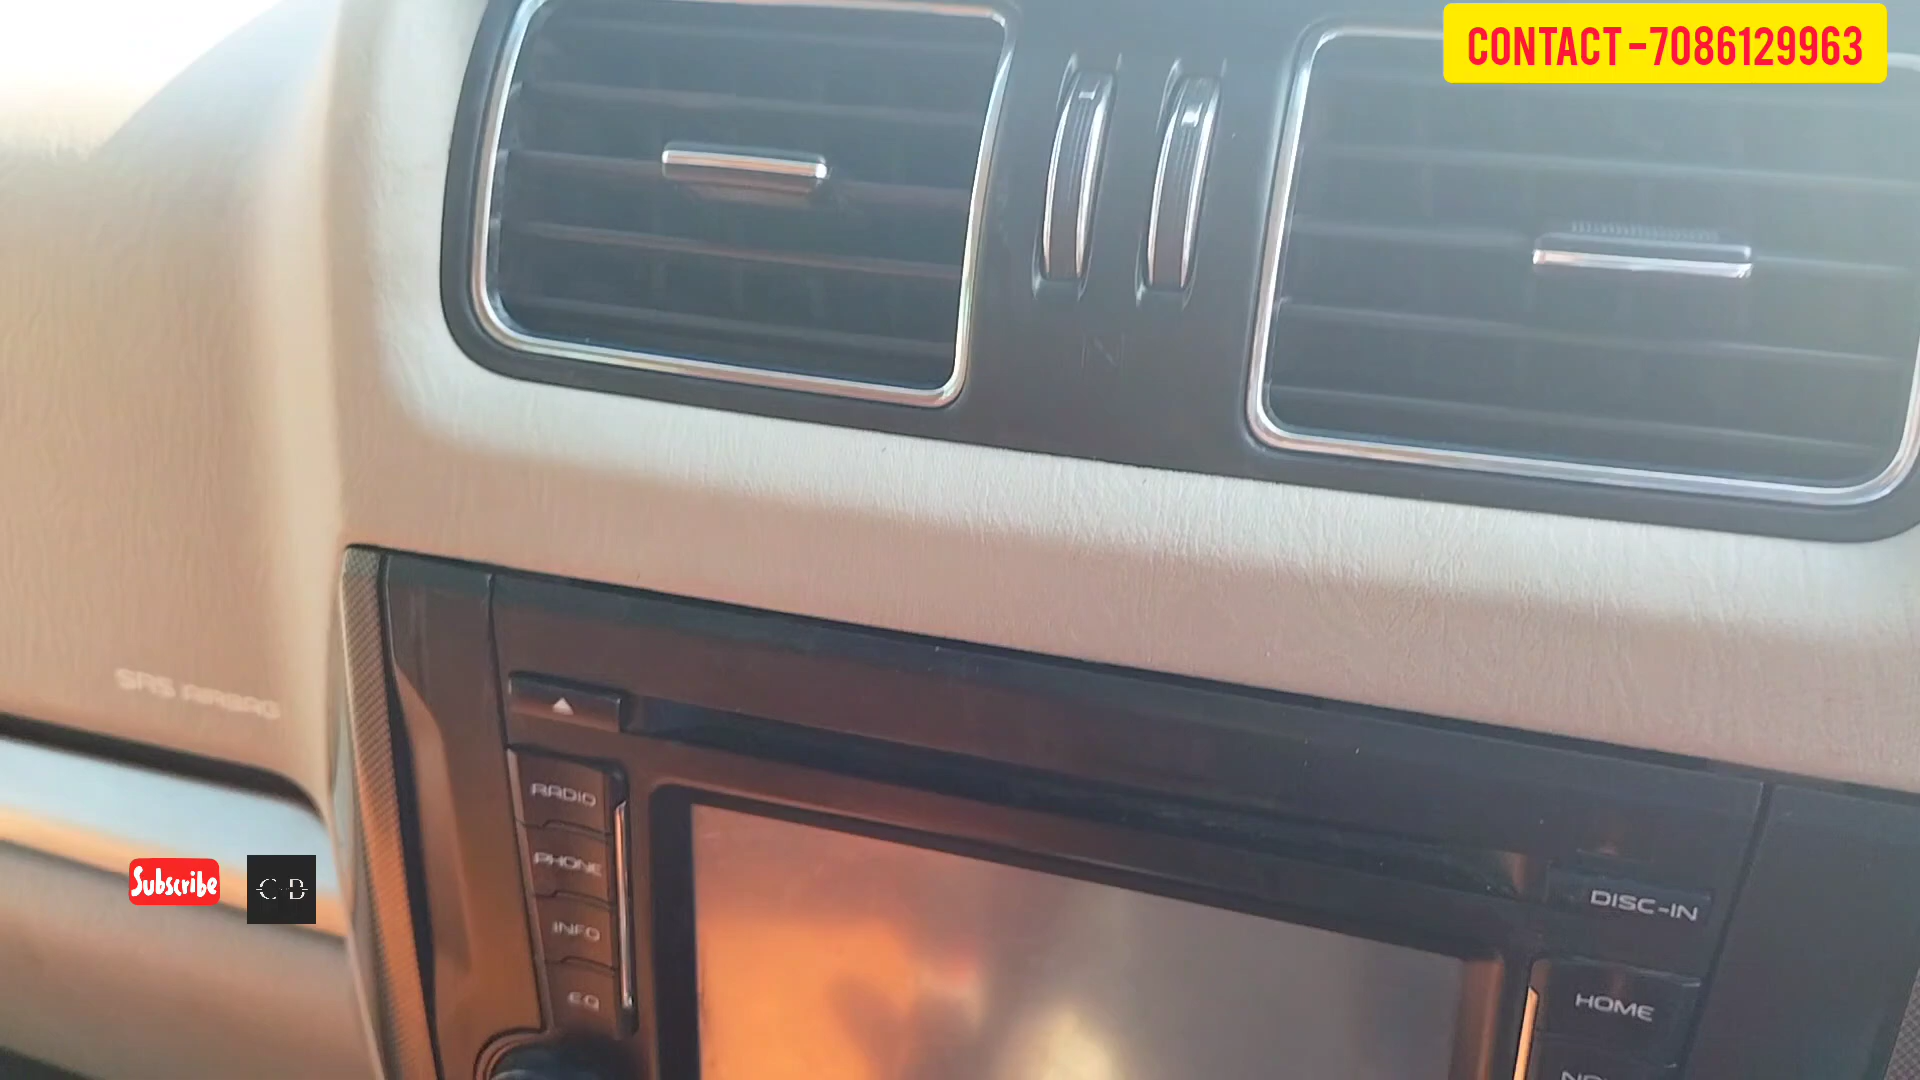 CONTACT -7086129963
SRS AIRBAG
RADIO
PHONE
INFO
EQ
DISC-IN
HOME
Subscribe
C-B